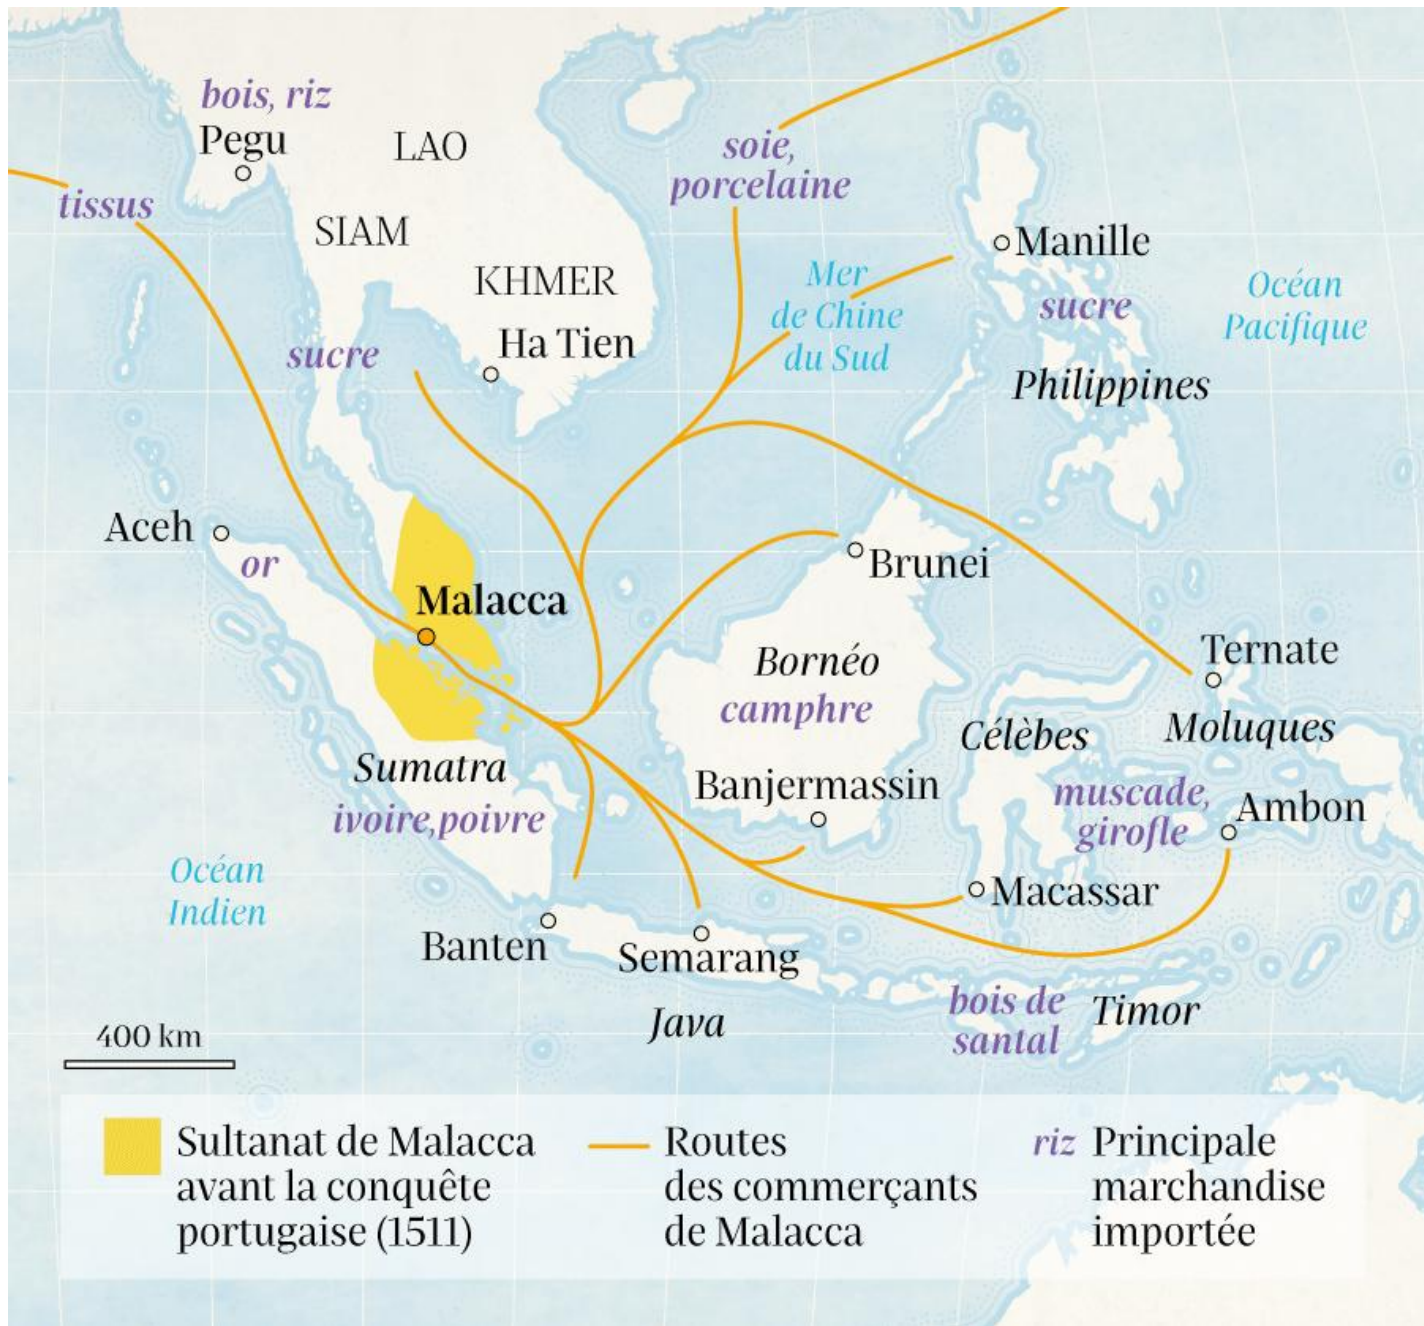 bois, riz
Pegu
LAO
soie,
porcelaine
tissus
SIAM
Manille
KHMER
Mer
de Chine
du Sud
sucre
Océan
Pacifique
Ha Tien
sucre
Philippines
Aceh
or
Brunei
Malacca
Bornéo
camphre
Ternate
Célèbes
Moluques
Sumatra
ivoire,poivre
Banjermassin
muscade,
girofle
Ambon
Océan
Indien
Macassar
Banten
Semarang
Java
bois de
santal
Timor
400 km
Sultanat de Malacca
avant la conquête
portugaise (1511)
Routes
des commerçants
de Malacca
riz Principale
marchandise
importée